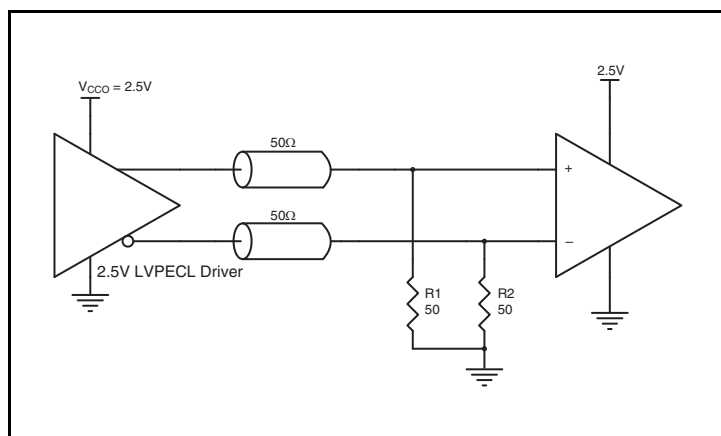 V_CCO = 2.5V
2.5V
50Ω
50Ω
+
−
2.5V LVPECL Driver
R1
50
R2
50